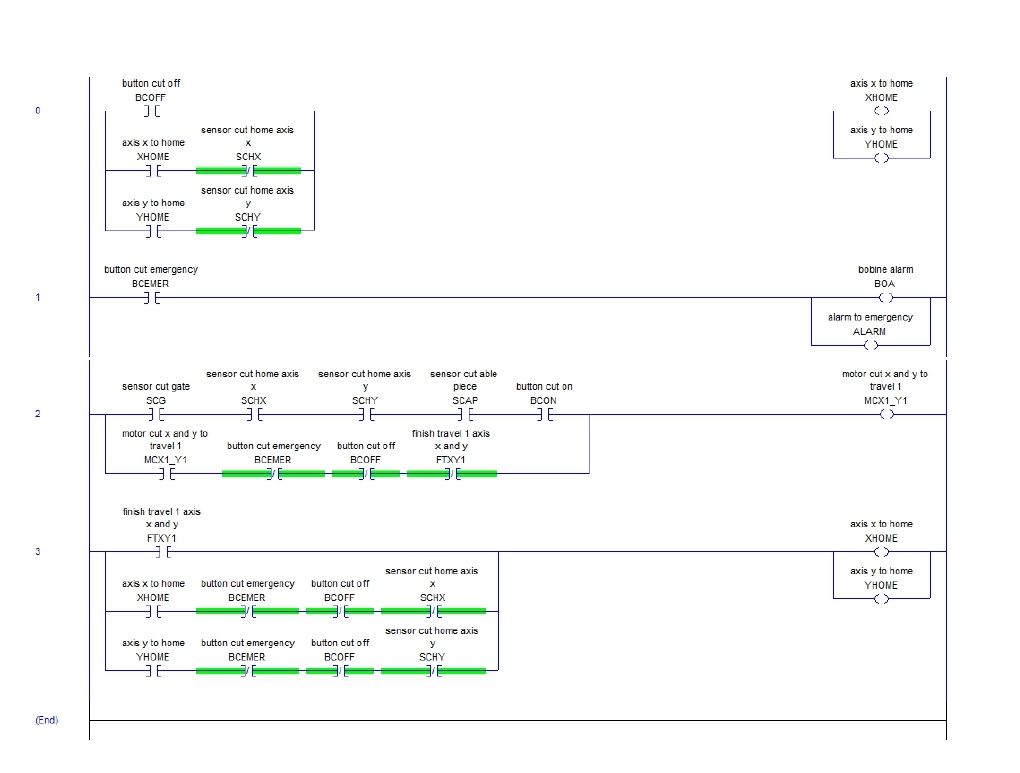 button cut off
BCOFF
axis x to home
XHOME
0
axis y to home
YHOME
sensor cut home axis
x
axis x to home
XHOME
SCHX
sensor cut home axis
y
axis y to home
YHOME
SCHY
button cut emergency
BCEMER
bobine alarm
BOA
1
alarm to emergency
ALARM
sensor cut gate
SCG
sensor cut home axis
x
SCHX
sensor cut home axis
y
SCHY
sensor cut able
piece
SCAP
button cut on
BCON
motor cut x and y to
travel 1
MCX1_Y1
2
motor cut x and y to
travel 1
MCX1_Y1
button cut emergency
BCEMER
button cut off
BCOFF
finish travel 1 axis
x and y
FTXY1
finish travel 1 axis
x and y
FTXY1
axis x to home
XHOME
3
axis y to home
YHOME
axis x to home
XHOME
button cut emergency
BCEMER
button cut off
BCOFF
sensor cut home axis
x
SCHX
axis y to home
YHOME
button cut emergency
BCEMER
button cut off
BCOFF
sensor cut home axis
y
SCHY
(End)